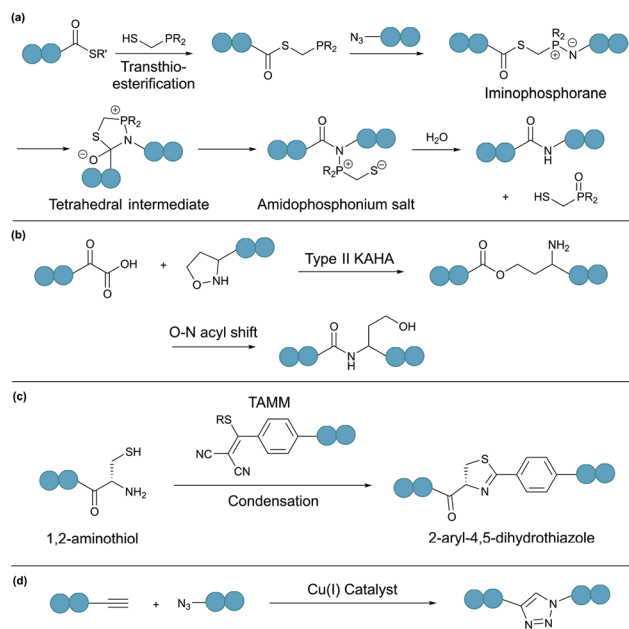 (a)
O
SR'
HS PR₂
Transthio-
esterification
O
S PR₂
N₃
R₂
S P N
⊕ ⊖
O
Iminophosphorane
⊕
PR₂
S N
⊖O
Tetrahedral intermediate
O
N
R₂P S⊖
⊕
Amidophosphonium salt
H₂O
O
N
H
+ HS O PR₂
(b)
O
OH
O
+
O NH
Type II KAHA
O
O
NH₂
O-N acyl shift
O
N
H
OH
(c)
TAMM
RS
CN
CN
SH
NH₂
O
1,2-aminothiol
Condensation
S
N
O
2-aryl-4,5-dihydrothiazole
(d)
+
N₃
Cu(I) Catalyst
N
N
N